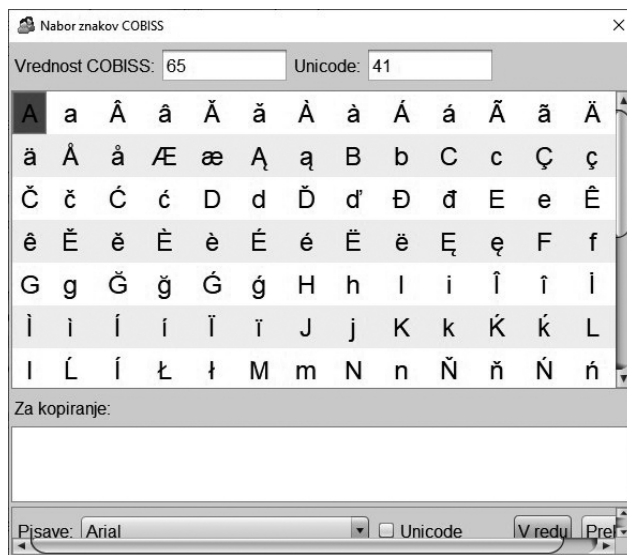 Nabor znakov COBISS
Vrednost COBISS: 65 Unicode: 41
A a Â â Ă ă À à Á á Ã ã Ä
ä Å å Æ æ Ą ą B b C c Ç ç
Č č Ć ć D d Ď ď Đ đ E e Ê
ê Ě ě È è É é Ë ë Ę ę F f
G g Ğ ğ Ǵ ǵ H h I i Î î İ
Ì ì Í í Ï ï J j K k Ḱ ḱ L
l Ĺ ĺ Ł ł M m N n Ň ň Ń ń
Za kopiranje:
Pisave: Arial Unicode V redu